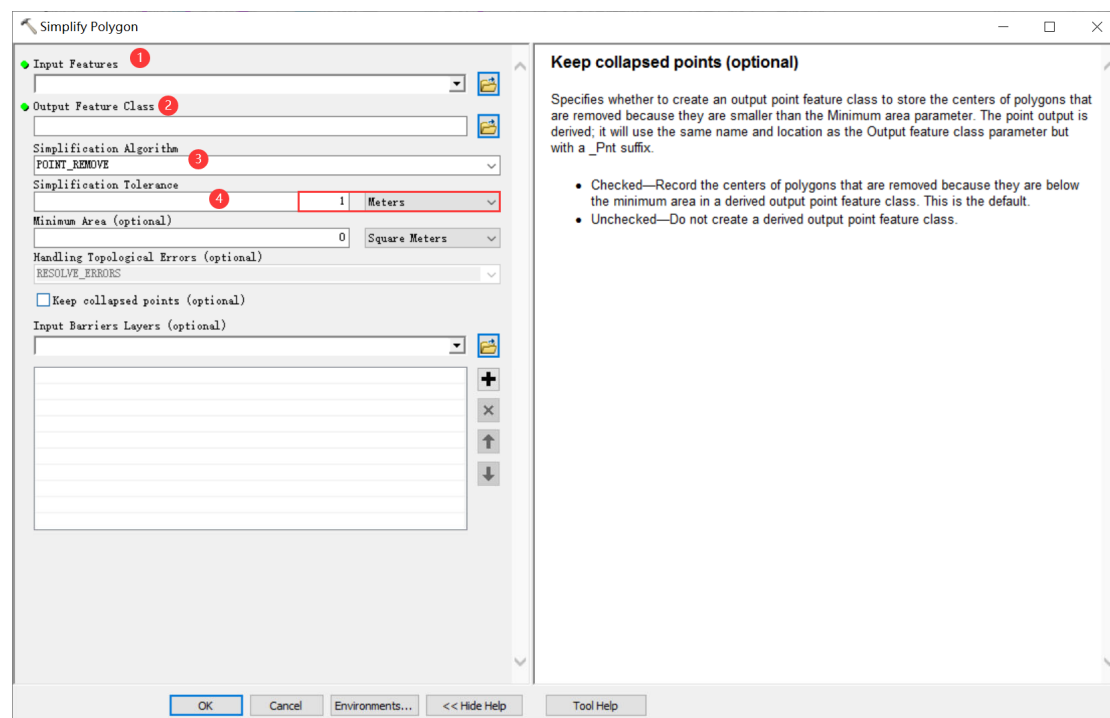 Simplify Polygon
Input Features 1
Output Feature Class 2
Simplification Algorithm
3
POINT_REMOVE
Simplification Tolerance
4
1 Meters
Minimum Area (optional)
0 Square Meters
Handling Topological Errors (optional)
RESOLVE_ERRORS
Keep collapsed points (optional)
Input Barriers Layers (optional)
OK Cancel Environments... << Hide Help Tool Help
Keep collapsed points (optional)
Specifies whether to create an output point feature class to store the centers of polygons that
are removed because they are smaller than the Minimum area parameter. The point output is
derived; it will use the same name and location as the Output feature class parameter but
with a _Pnt suffix.
• Checked—Record the centers of polygons that are removed because they are below
the minimum area in a derived output point feature class. This is the default.
• Unchecked—Do not create a derived output point feature class.